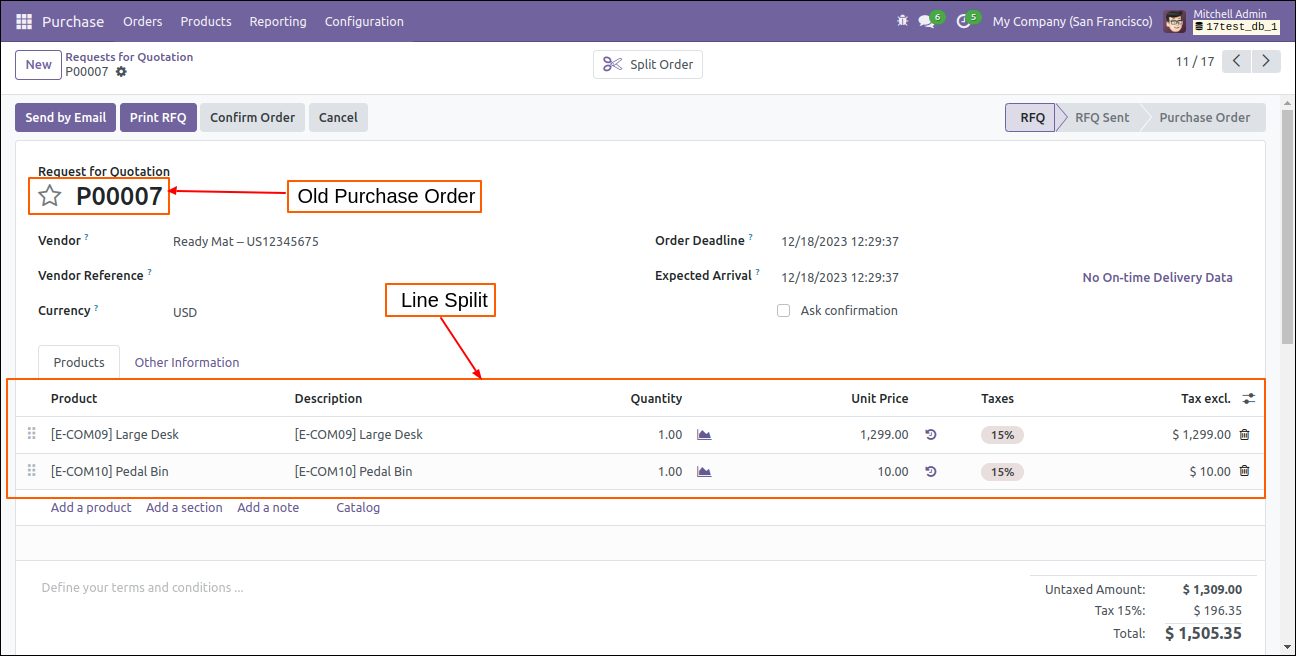 Purchase Orders Products Reporting Configuration 6 5 My Company (San Francisco) Mitchell Admin
17test_db_1
New Requests for Quotation
P00007
Split Order 11 / 17
Send by Email Print RFQ Confirm Order Cancel RFQ RFQ Sent Purchase Order
Request for Quotation
P00007 Old Purchase Order
Vendor ? Ready Mat – US12345675 Order Deadline ? 12/18/2023 12:29:37
Vendor Reference ? Expected Arrival ? 12/18/2023 12:29:37 No On-time Delivery Data
Line Spilit
Currency ? USD Ask confirmation
Products Other Information
Product Description Quantity Unit Price Taxes Tax excl.
[E-COM09] Large Desk [E-COM09] Large Desk 1.00 1,299.00 15% $ 1,299.00
[E-COM10] Pedal Bin [E-COM10] Pedal Bin 1.00 10.00 15% $ 10.00
Add a product Add a section Add a note Catalog
Define your terms and conditions ... Untaxed Amount: $ 1,309.00
Tax 15%: $ 196.35
Total: $ 1,505.35